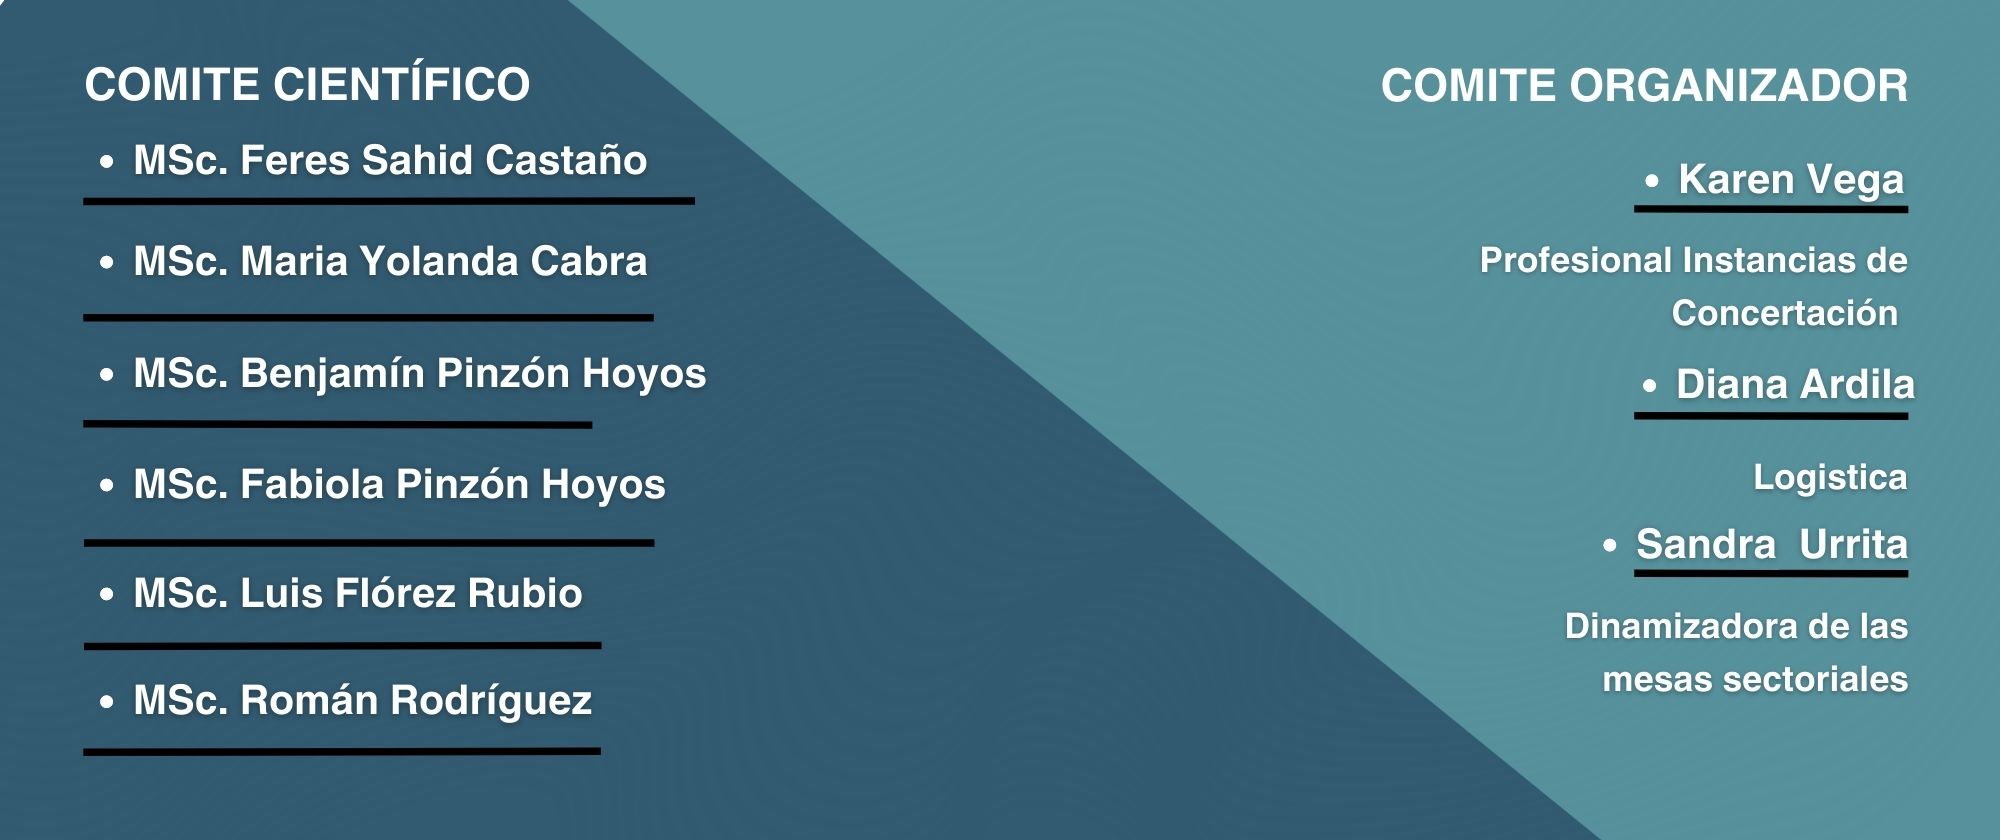 COMITE CIENTÍFICO
• MSc. Feres Sahid Castaño
• MSc. Maria Yolanda Cabra
• MSc. Benjamín Pinzón Hoyos
• MSc. Fabiola Pinzón Hoyos
• MSc. Luis Flórez Rubio
• MSc. Román Rodríguez
COMITE ORGANIZADOR
• Karen Vega
Profesional Instancias de
Concertación
• Diana Ardila
Logistica
• Sandra  Urrita
Dinamizadora de las
mesas sectoriales